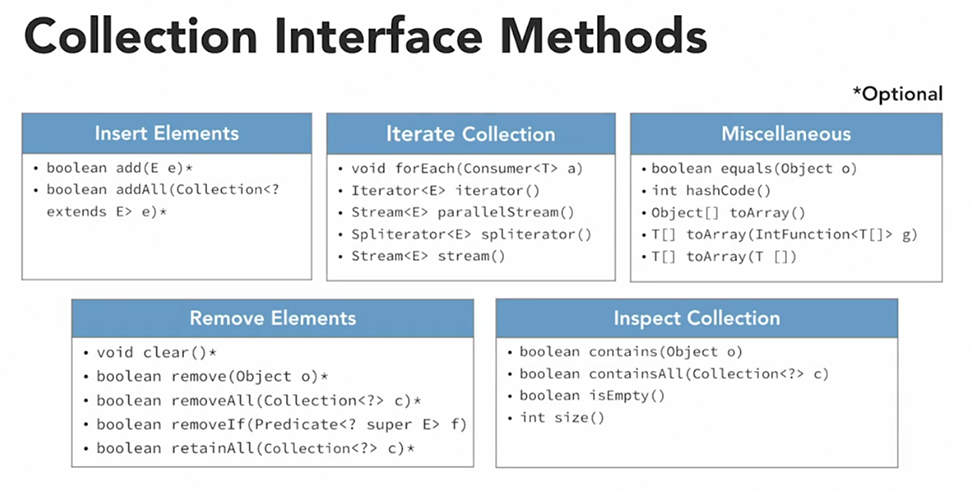 Collection Interface Methods
*Optional
Insert Elements
• boolean add(E e)*
• boolean addAll(Collection<?
extends E> e)*
Iterate Collection
• void forEach(Consumer<T> a)
• Iterator<E> iterator()
• Stream<E> parallelStream()
• Spliterator<E> spliterator()
• Stream<E> stream()
Miscellaneous
• boolean equals(Object o)
• int hashCode()
• Object[] toArray()
• T[] toArray(IntFunction<T[]> g)
• T[] toArray(T [])
Remove Elements
• void clear()*
• boolean remove(Object o)*
• boolean removeAll(Collection<?> c)*
• boolean removeIf(Predicate<? super E> f)
• boolean retainAll(Collection<?> c)*
Inspect Collection
• boolean contains(Object o)
• boolean containsAll(Collection<?> c)
• boolean isEmpty()
• int size()